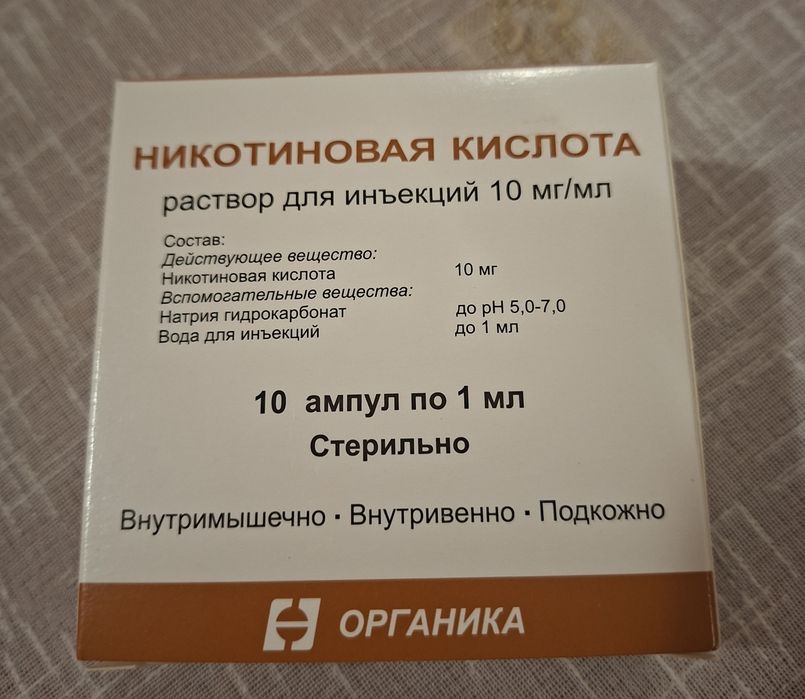 НИКОТИНОВАЯ КИСЛОТА
раствор для инъекций 10 мг/мл
Состав:
Действующее вещество:
Никотиновая кислота 10 мг
Вспомогательные вещества:
Натрия гидрокарбонат до pH 5,0-7,0
Вода для инъекций до 1 мл
10 ампул по 1 мл
Стерильно
Внутримышечно · Внутривенно · Подкожно
ОРГАНИКА